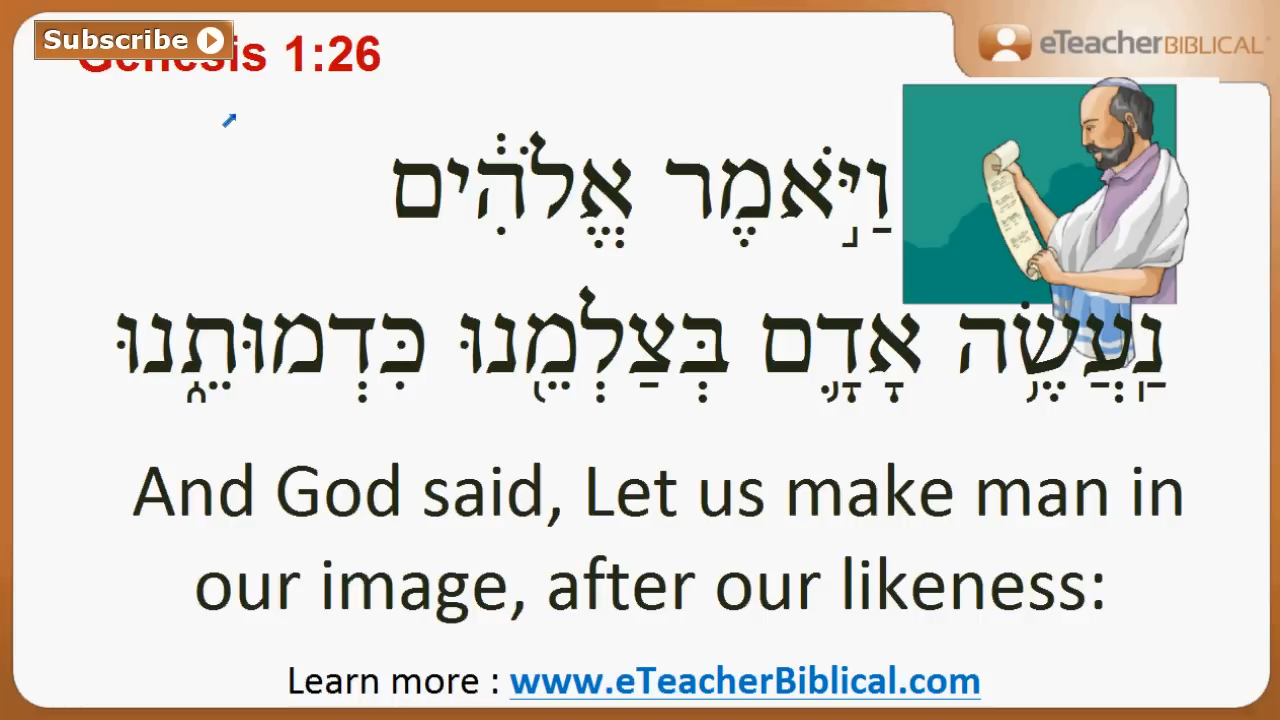 Subscribe
Genesis 1:26
eTeacherBIBLICAL
וַיֹּ֣אמֶר אֱלֹהִ֔ים
נַֽעֲשֶׂ֥ה אָדָ֛ם בְּצַלְמֵ֖נוּ כִּדְמוּתֵ֑נוּ
And God said, Let us make man in
our image, after our likeness:
Learn more : www.eTeacherBiblical.com